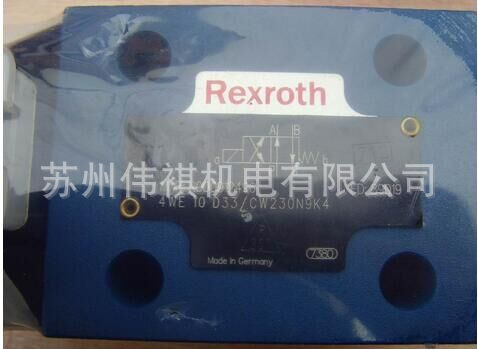 Rexroth
A B
a b
苏州伟祺机电有限公司
4WE 10 D33/CW230N9K4
Made in Germany
7380